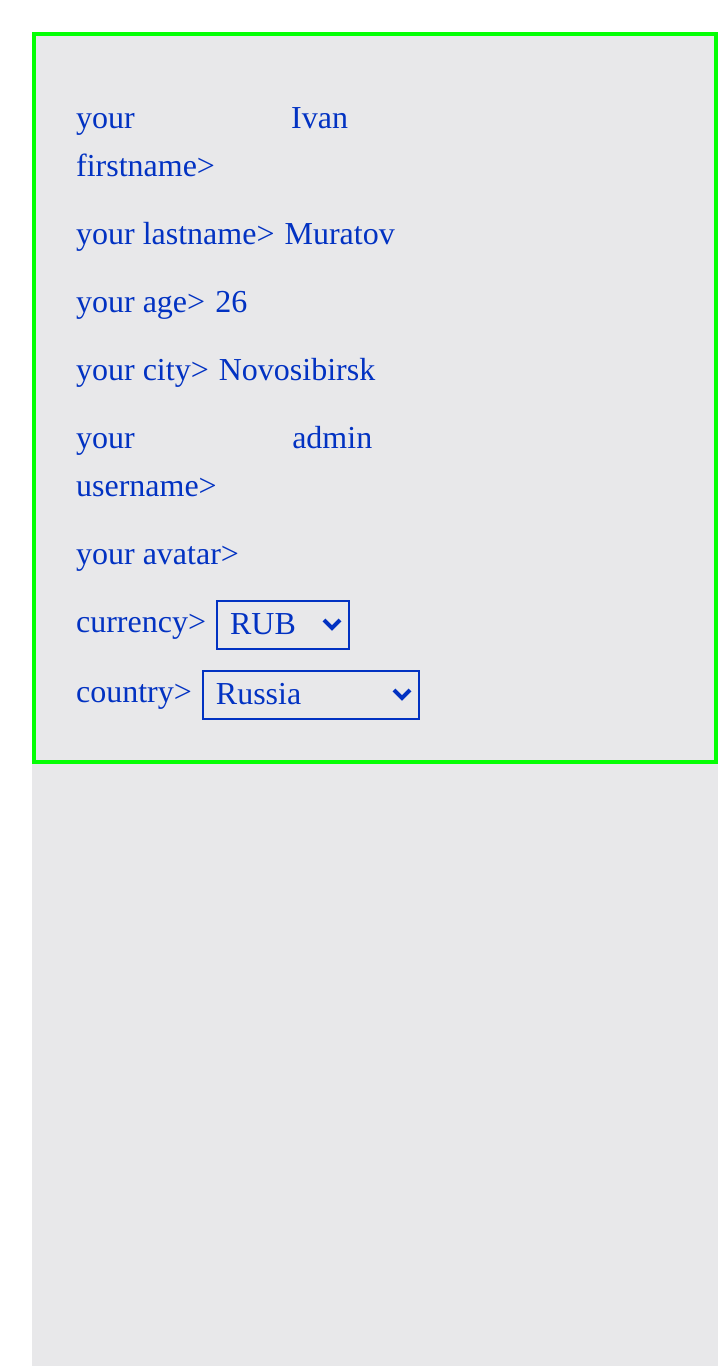 your Ivan
firstname>
your lastname> Muratov
your age> 26
your city> Novosibirsk
your admin
username>
your avatar>
currency> RUB
country> Russia